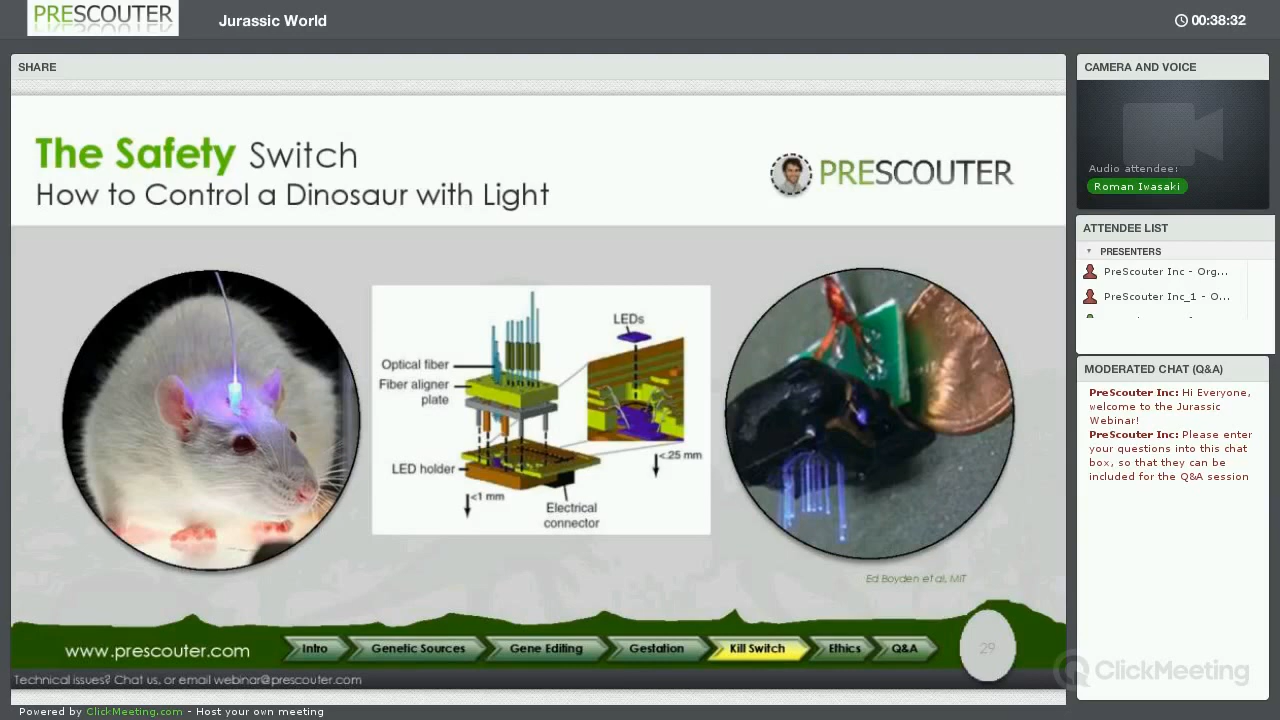 PRESCOUTER
Jurassic World
00:38:32
SHARE
The Safety Switch
How to Control a Dinosaur with Light
PRESCOUTER
LEDs
Optical fiber
Fiber aligner
plate
<.25 mm
LED holder
<1 mm
Electrical
connector
Ed Boyden et al, MIT
www.prescouter.com
Intro
Genetic Sources
Gene Editing
Gestation
Kill Switch
Ethics
Q&A
29
Technical issues? Chat us, or email webinar@prescouter.com
Powered by ClickMeeting.com - Host your own meeting
CAMERA AND VOICE
Audio attendee:
Roman Iwasaki
ATTENDEE LIST
PRESENTERS
PreScouter Inc - Org...
PreScouter Inc_1 - O...
MODERATED CHAT (Q&A)
PreScouter Inc: Hi Everyone,
welcome to the Jurassic
Webinar!
PreScouter Inc: Please enter
your questions into this chat
box, so that they can be
included for the Q&A session
ClickMeeting